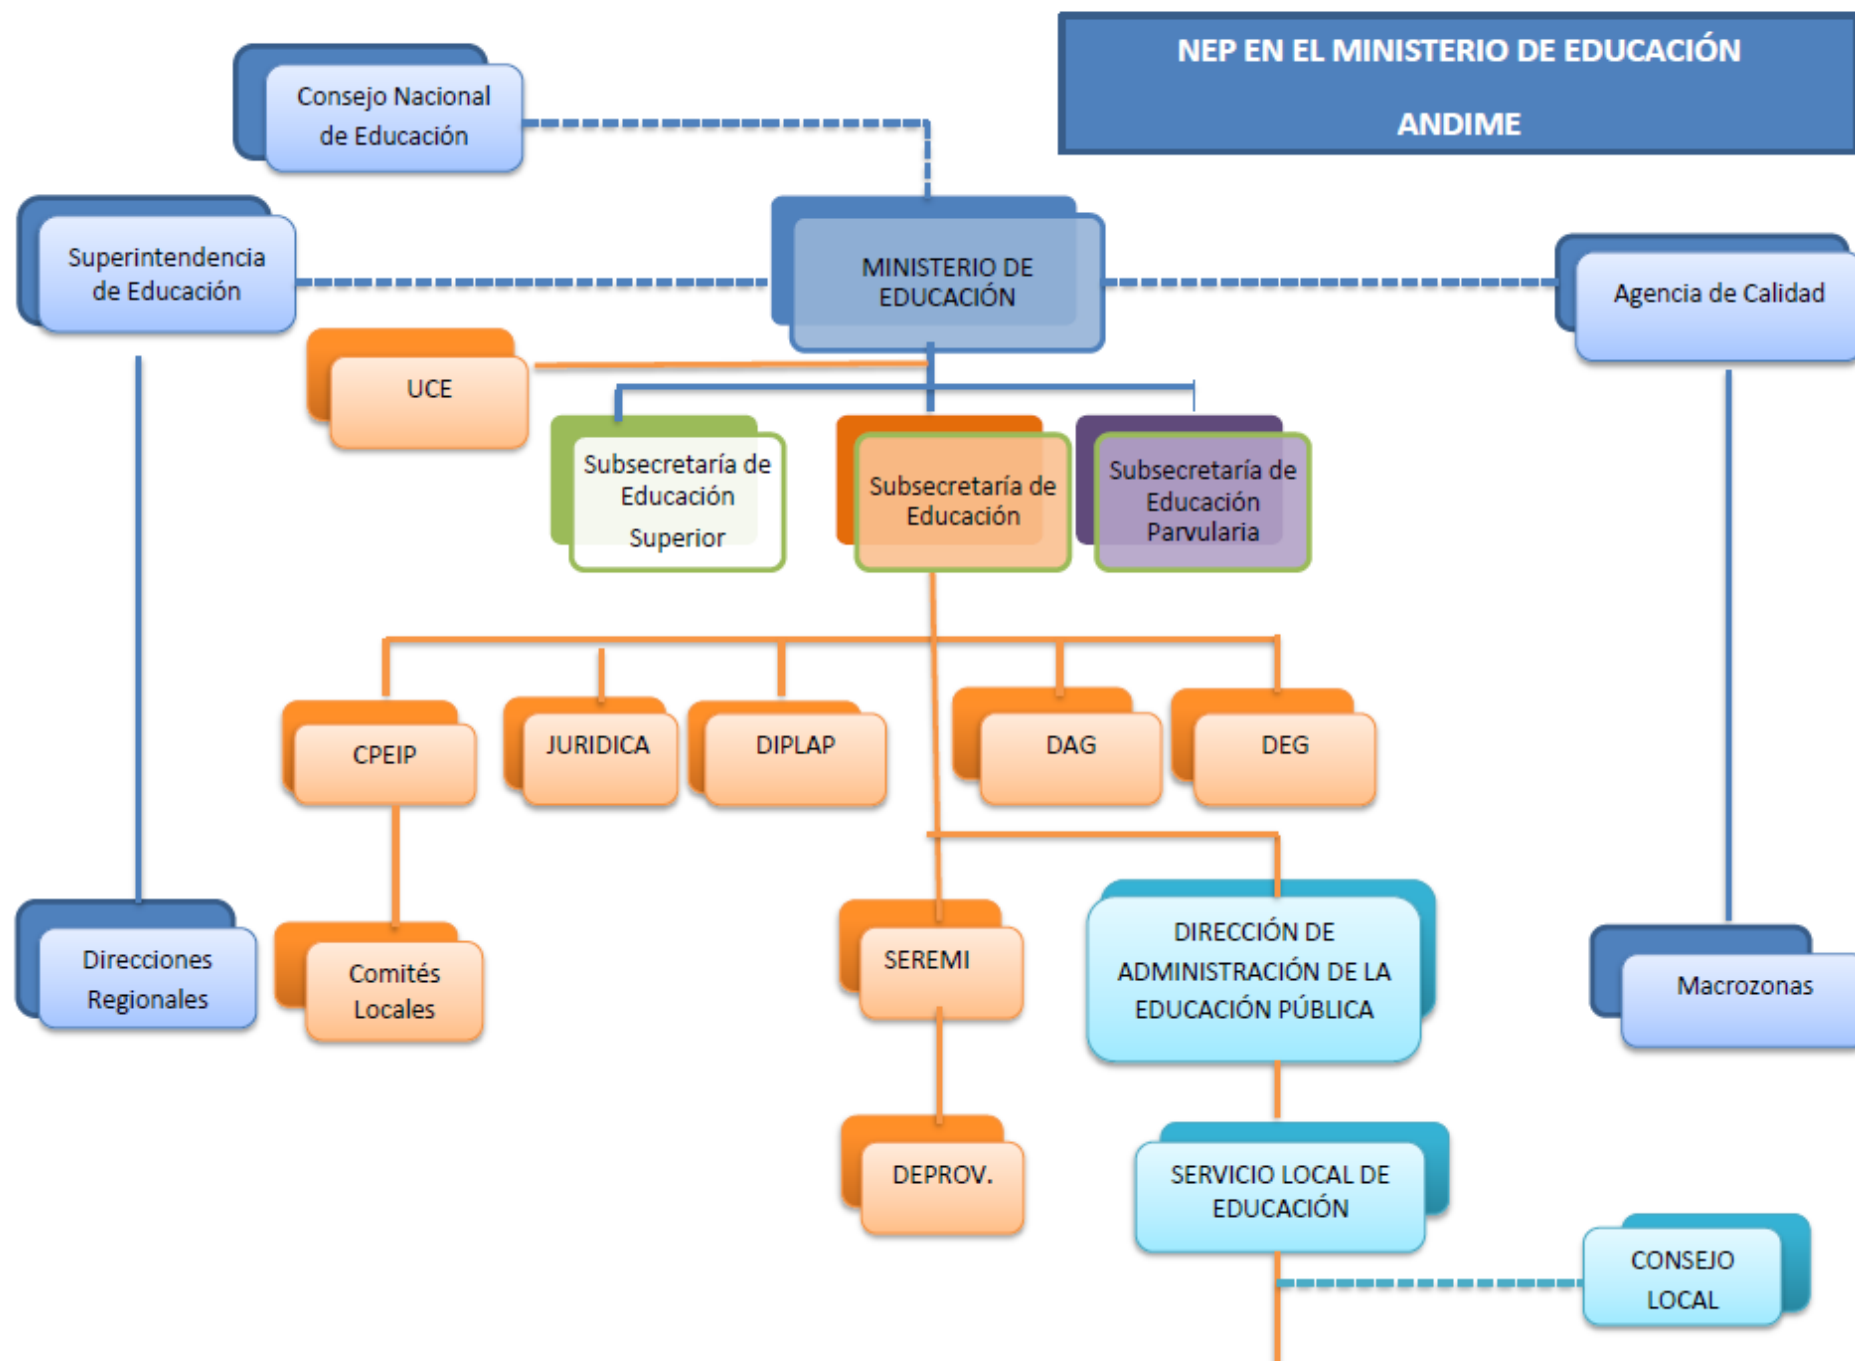 NEP EN EL MINISTERIO DE EDUCACIÓN
ANDIME
Consejo Nacional
de Educación
Superintendencia
de Educación
MINISTERIO DE
EDUCACIÓN
Agencia de Calidad
UCE
Subsecretaría de
Educación
Superior
Subsecretaría de
Educación
Subsecretaría de
Educación
Parvularia
CPEIP
JURIDICA
DIPLAP
DAG
DEG
Direcciones
Regionales
Comités
Locales
SEREMI
DIRECCIÓN DE
ADMINISTRACIÓN DE LA
EDUCACIÓN PÚBLICA
Macrozonas
DEPROV.
SERVICIO LOCAL DE
EDUCACIÓN
CONSEJO
LOCAL